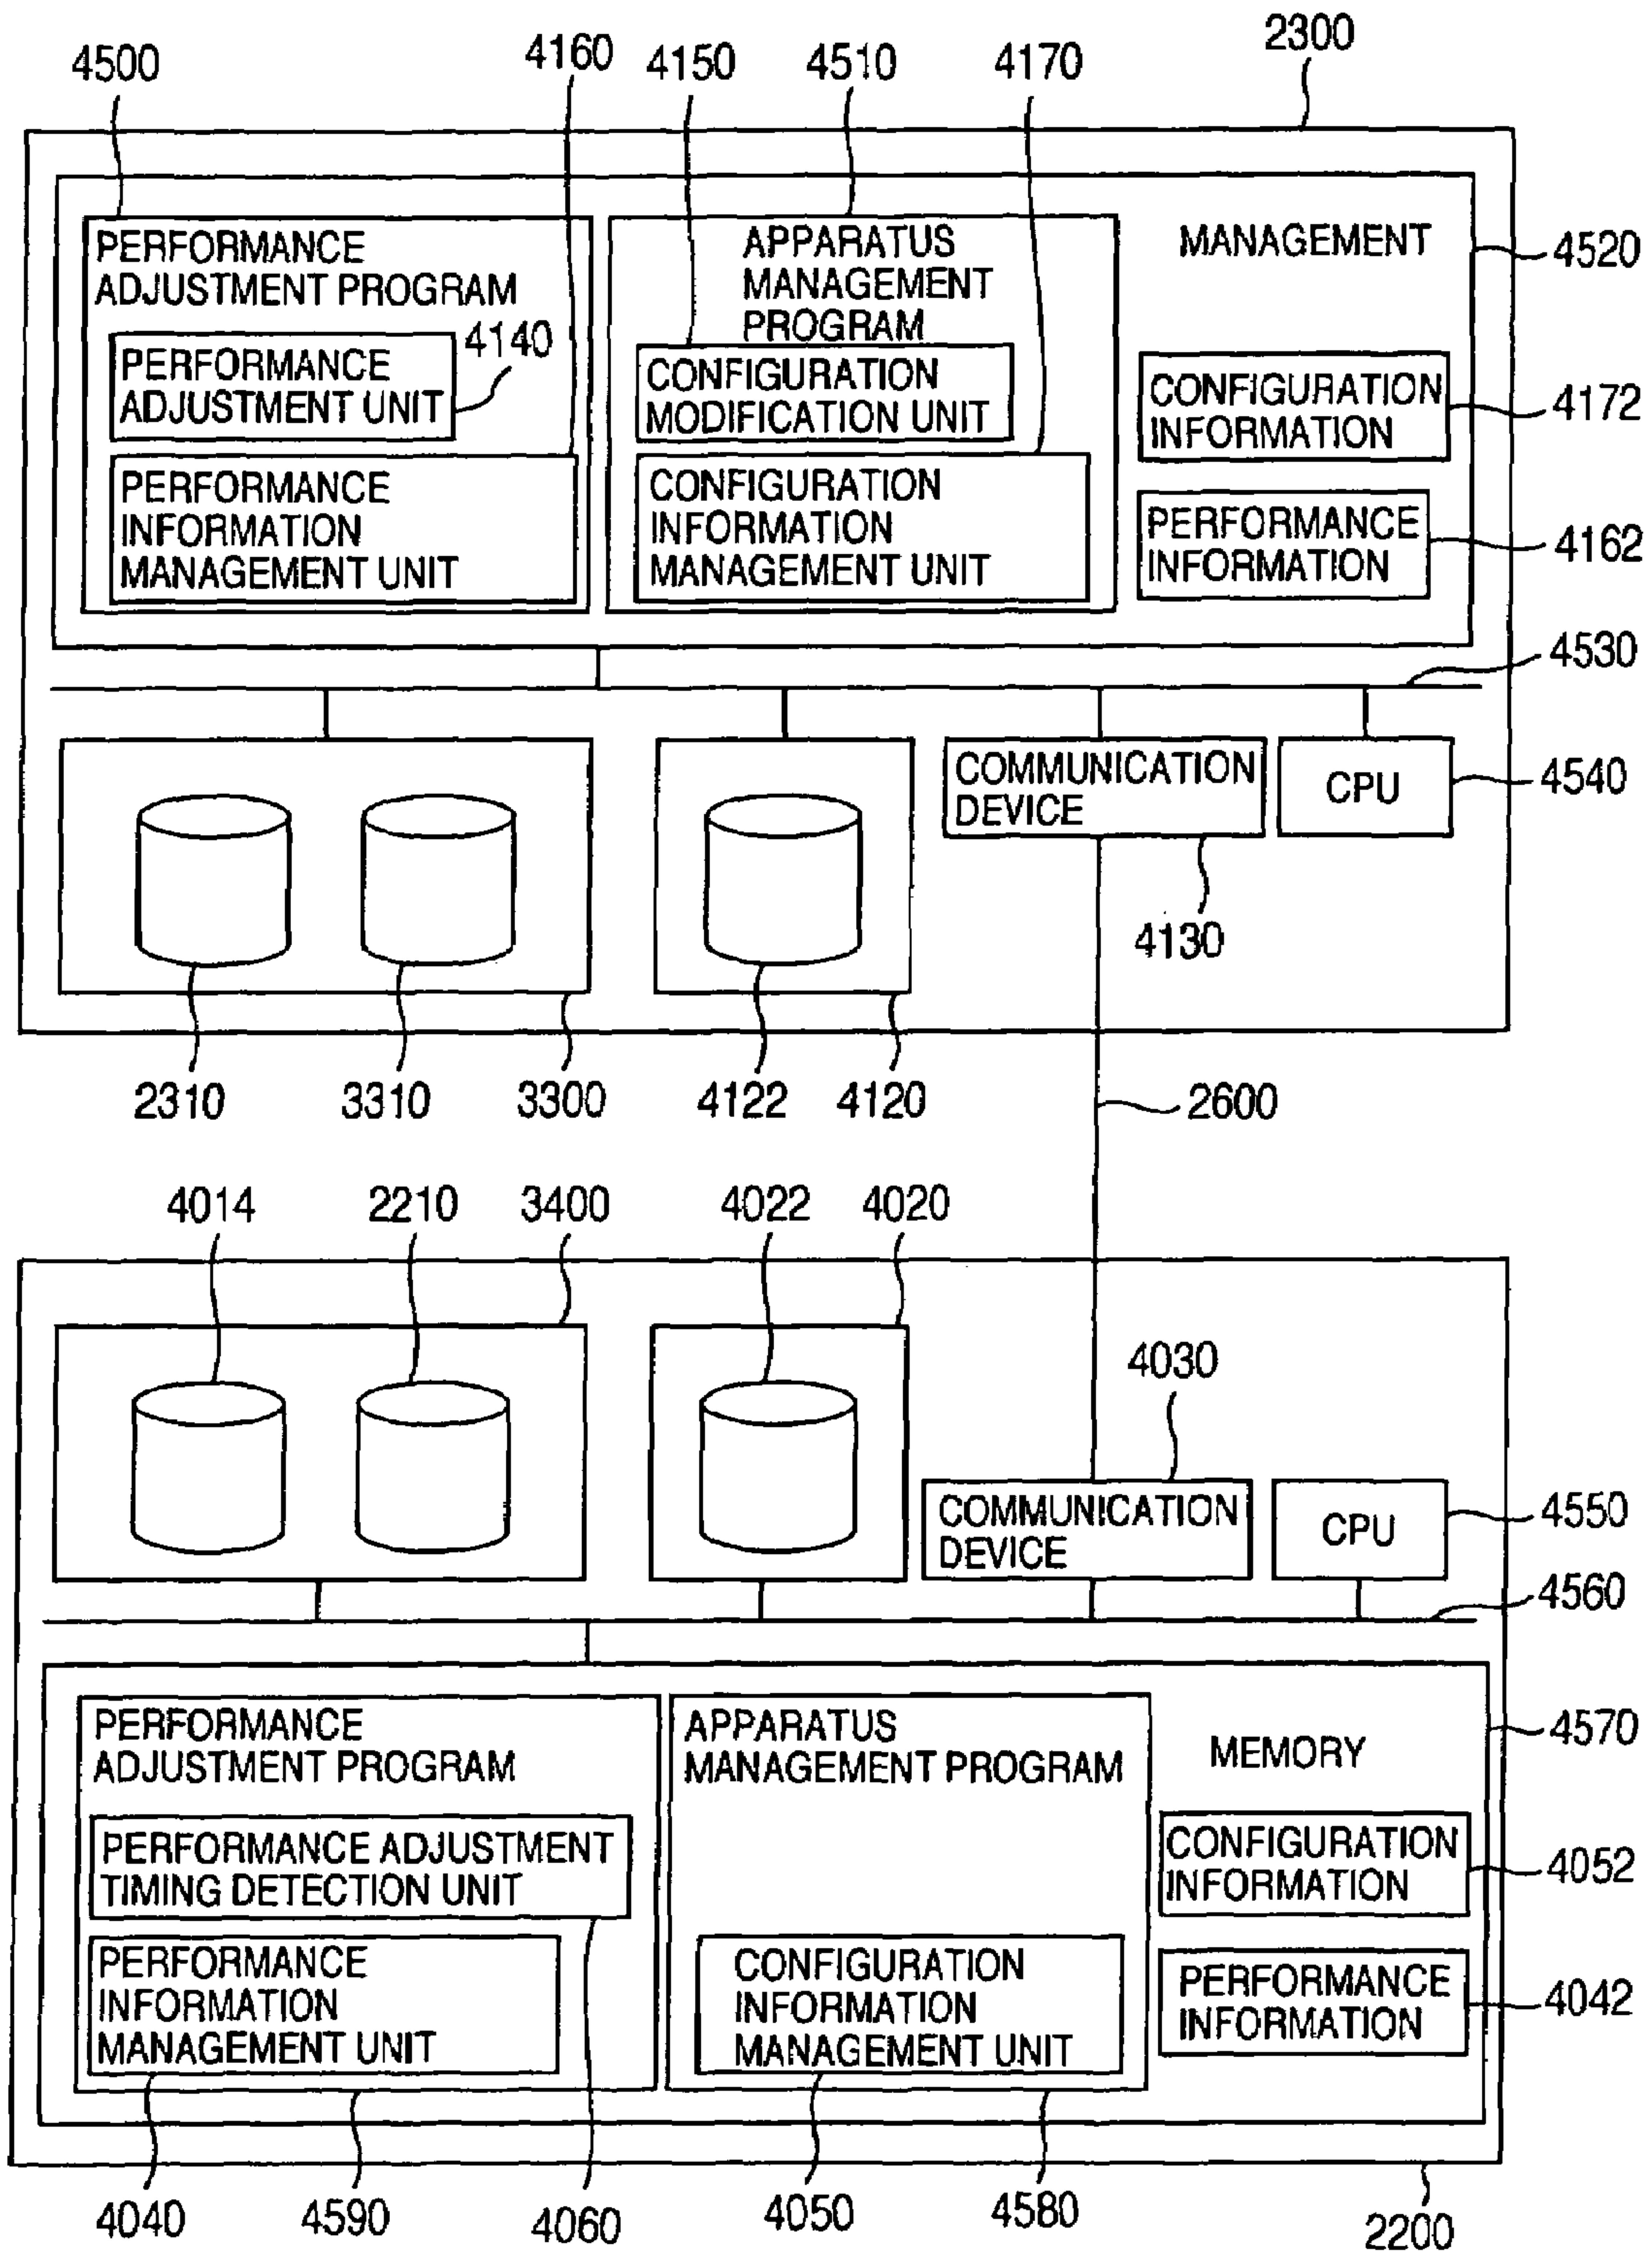 2300
4500
4160
4150
4510
4170
PERFORMANCE
ADJUSTMENT PROGRAM
APPARATUS
MANAGEMENT
PROGRAM
MANAGEMENT
4520
PERFORMANCE
ADJUSTMENT UNIT
4140
CONFIGURATION
MODIFICATION UNIT
CONFIGURATION
INFORMATION
4172
PERFORMANCE
INFORMATION
MANAGEMENT UNIT
CONFIGURATION
INFORMATION
MANAGEMENT UNIT
PERFORMANCE
INFORMATION
4162
4530
COMMUNICATION
DEVICE
CPU
4540
4130
2310
3310
3300
4122
4120
2600
4014
2210
3400
4022
4020
4030
COMMUNICATION
DEVICE
CPU
4550
4560
PERFORMANCE
ADJUSTMENT PROGRAM
APPARATUS
MANAGEMENT PROGRAM
MEMORY
4570
PERFORMANCE ADJUSTMENT
TIMING DETECTION UNIT
CONFIGURATION
INFORMATION
4052
PERFORMANCE
INFORMATION
MANAGEMENT UNIT
CONFIGURATION
INFORMATION
MANAGEMENT UNIT
PERFORMANCE
INFORMATION
4042
4040
4590
4060
4050
4580
2200